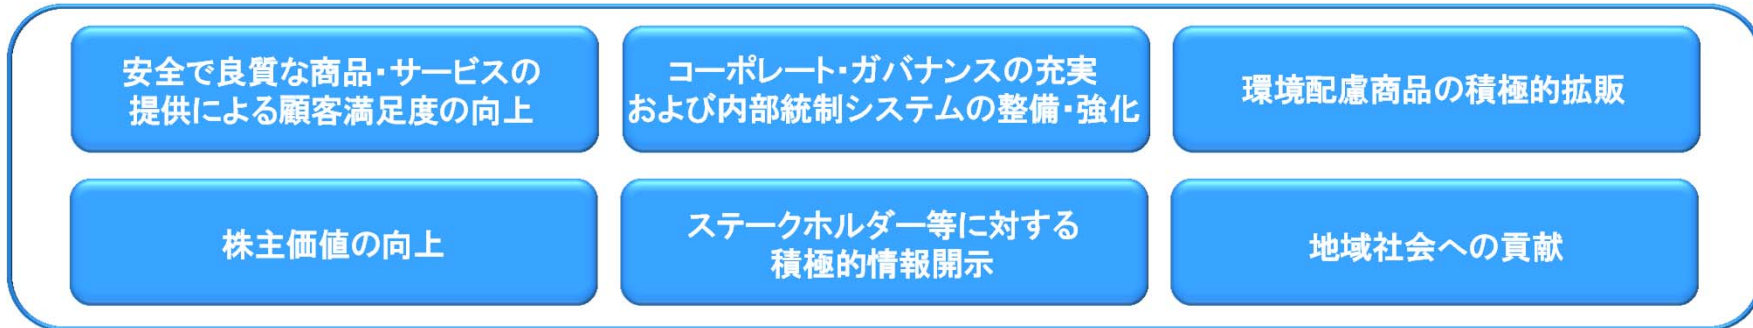 安全で良質な商品・サービスの
提供による顧客満足度の向上
コーポレート・ガバナンスの充実
および内部統制システムの整備・強化
環境配慮商品の積極的拡販
株主価値の向上
ステークホルダー等に対する
積極的情報開示
地域社会への貢献